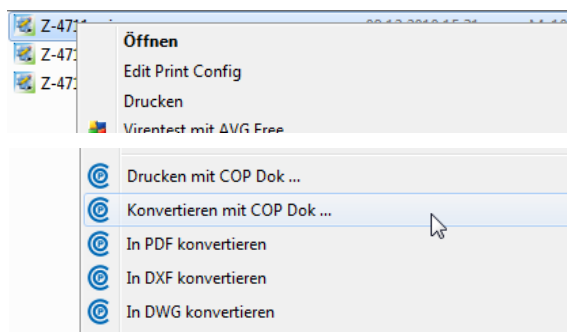 Z-4711
Öffnen
Z-471
Edit Print Config
Z-471
Drucken
Virentest mit AVG Free
Drucken mit COP Dok ...
Konvertieren mit COP Dok ...
In PDF konvertieren
In DXF konvertieren
In DWG konvertieren